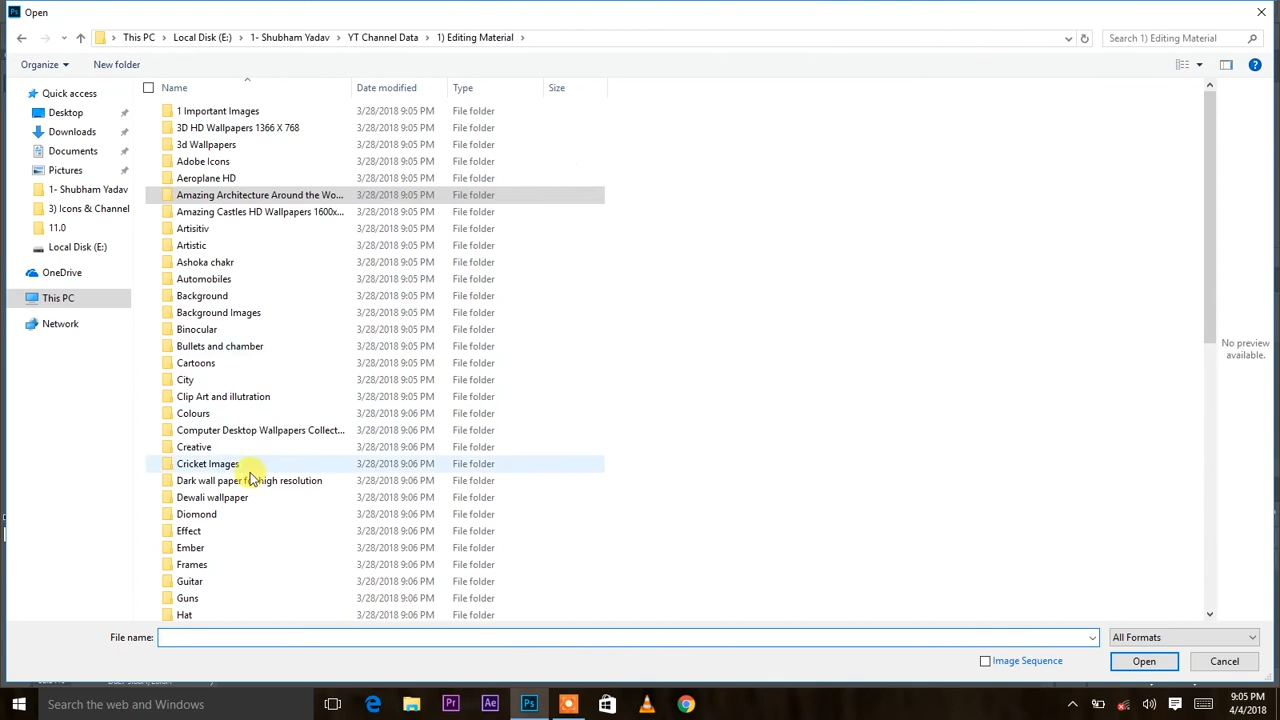 Ps Open
This PC > Local Disk (E:) > 1- Shubham Yadav > YT Channel Data > 1) Editing Material >
Search 1) Editing Material
Organize
New folder
Name Date modified Type Size
Quick access
Desktop
Downloads
Documents
Pictures
1- Shubham Yadav
3) Icons & Channel
11.0
Local Disk (E:)
OneDrive
This PC
Network
1 Important Images 3/28/2018 9:05 PM File folder
3D HD Wallpapers 1366 X 768 3/28/2018 9:05 PM File folder
3d Wallpapers 3/28/2018 9:05 PM File folder
Adobe Icons 3/28/2018 9:05 PM File folder
Aeroplane HD 3/28/2018 9:05 PM File folder
Amazing Architecture Around the Wo... 3/28/2018 9:05 PM File folder
Amazing Castles HD Wallpapers 1600x... 3/28/2018 9:05 PM File folder
Artisitiv 3/28/2018 9:05 PM File folder
Artistic 3/28/2018 9:05 PM File folder
Ashoka chakr 3/28/2018 9:05 PM File folder
Automobiles 3/28/2018 9:05 PM File folder
Background 3/28/2018 9:05 PM File folder
Background Images 3/28/2018 9:05 PM File folder
Binocular 3/28/2018 9:05 PM File folder
Bullets and chamber 3/28/2018 9:05 PM File folder
Cartoons 3/28/2018 9:05 PM File folder
City 3/28/2018 9:05 PM File folder
Clip Art and illutration 3/28/2018 9:06 PM File folder
Colours 3/28/2018 9:06 PM File folder
Computer Desktop Wallpapers Collect... 3/28/2018 9:06 PM File folder
Creative 3/28/2018 9:06 PM File folder
Cricket Images 3/28/2018 9:06 PM File folder
Dark wall paper for high resolution 3/28/2018 9:06 PM File folder
Dewali wallpaper 3/28/2018 9:06 PM File folder
Diomond 3/28/2018 9:06 PM File folder
Effect 3/28/2018 9:06 PM File folder
Ember 3/28/2018 9:06 PM File folder
Frames 3/28/2018 9:06 PM File folder
Guitar 3/28/2018 9:06 PM File folder
Guns 3/28/2018 9:06 PM File folder
Hat 3/28/2018 9:06 PM File folder
No preview
available.
File name:
All Formats
Image Sequence
Open
Cancel
Search the web and Windows
Pr
Ae
Ps
9:05 PM
4/4/2018